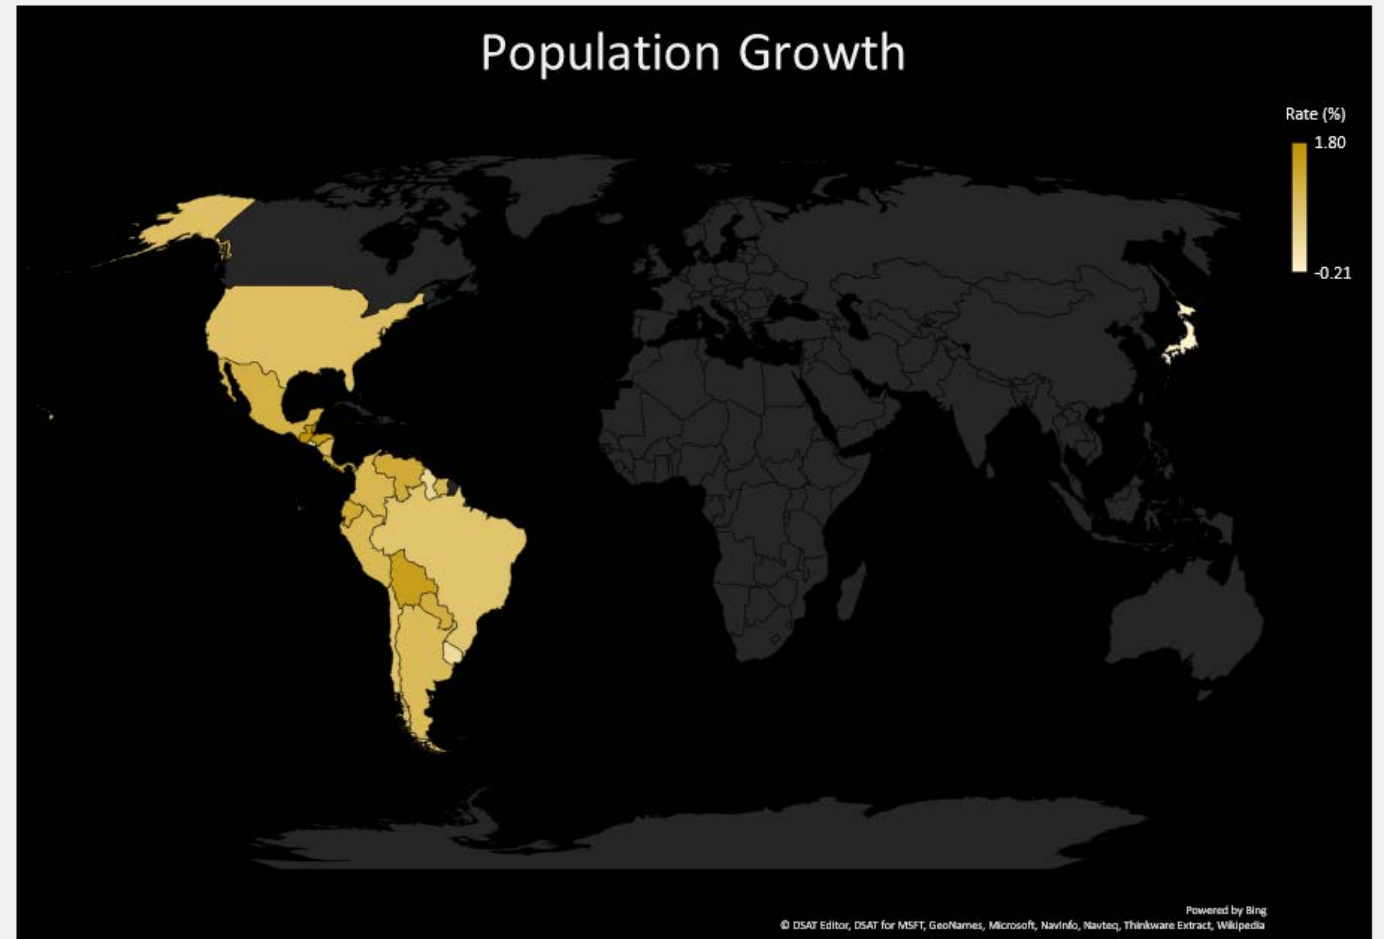 Population Growth
Rate (%)
1.80
-0.21
Powered by Bing
© DSAT Editor, DSAT for MSFT, GeoNames, Microsoft, NavInfo, Navteq, Thinkware Extract, Wikipedia